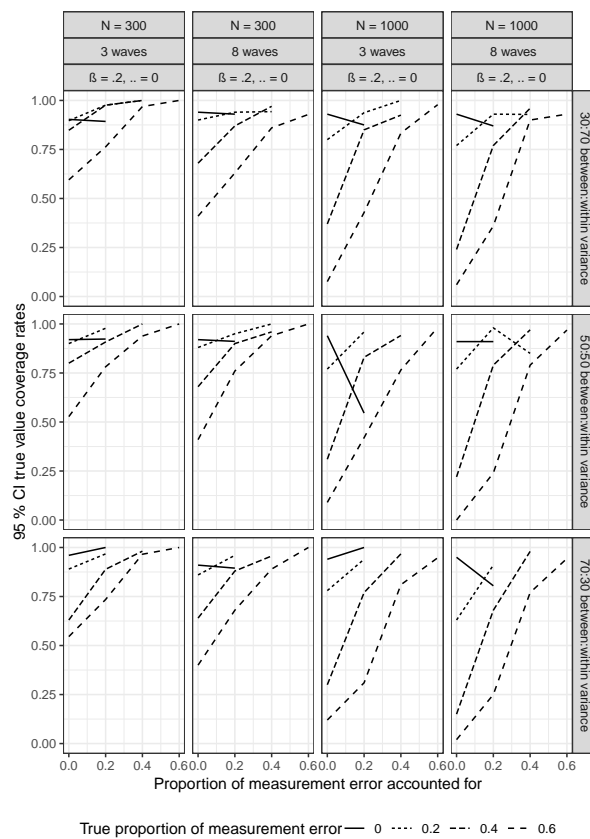 N = 300 N = 300 N = 1000 N = 1000
3 waves 8 waves 3 waves 8 waves
ß = .2, .. = 0 ß = .2, .. = 0 ß = .2, .. = 0 ß = .2, .. = 0
1.00
0.75
0.50
0.25
0.00
30:70 between:within variance
1.00
0.75
0.50
0.25
0.00
50:50 between:within variance
1.00
0.75
0.50
0.25
0.00
70:30 between:within variance
95 % CI true value coverage rates
0.0 0.2 0.4 0.6 0.0 0.2 0.4 0.6 0.0 0.2 0.4 0.6 0.0 0.2 0.4 0.6
Proportion of measurement error accounted for
True proportion of measurement error 0 0.2 0.4 0.6